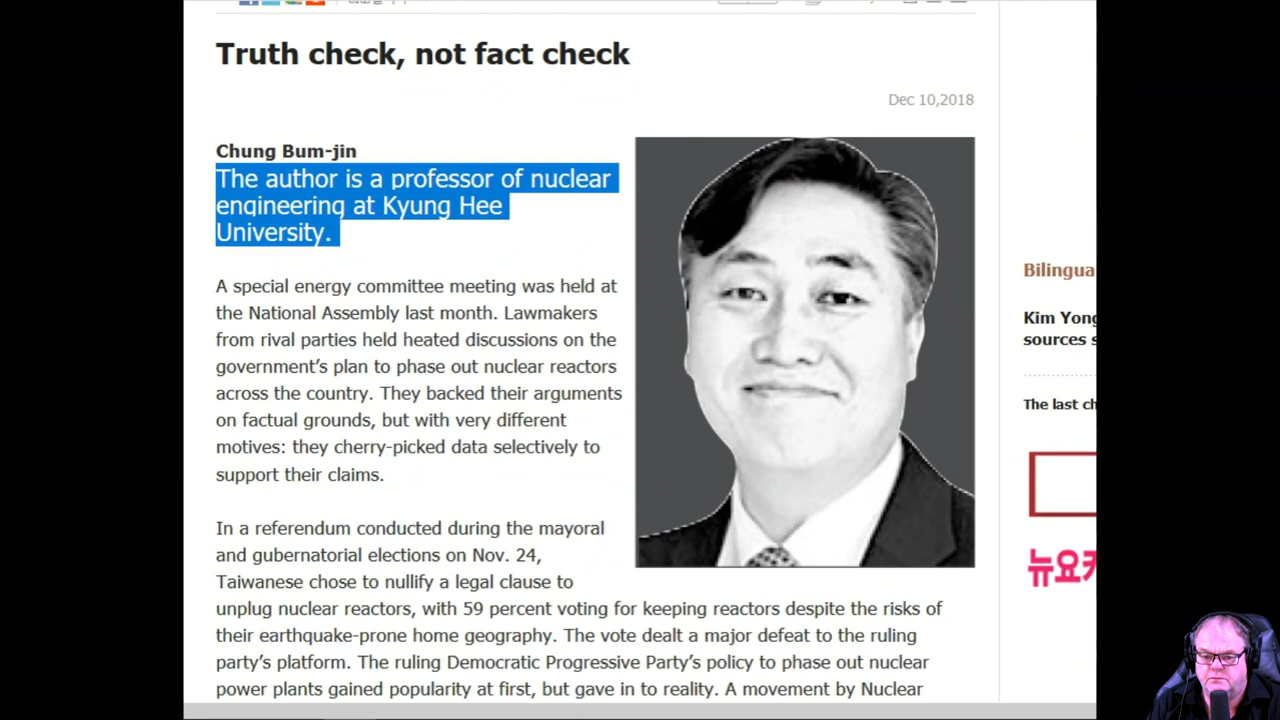 Truth check, not fact check
Dec 10,2018
Chung Bum-jin
The author is a professor of nuclear
engineering at Kyung Hee
University.
A special energy committee meeting was held at
the National Assembly last month. Lawmakers
from rival parties held heated discussions on the
government's plan to phase out nuclear reactors
across the country. They backed their arguments
on factual grounds, but with very different
motives: they cherry-picked data selectively to
support their claims.
In a referendum conducted during the mayoral
and gubernatorial elections on Nov. 24,
Taiwanese chose to nullify a legal clause to
unplug nuclear reactors, with 59 percent voting for keeping reactors despite the risks of
their earthquake-prone home geography. The vote dealt a major defeat to the ruling
party's platform. The ruling Democratic Progressive Party's policy to phase out nuclear
power plants gained popularity at first, but gave in to reality. A movement by Nuclear
Bilingua
Kim Yong
sources s
The last ch
뉴요커